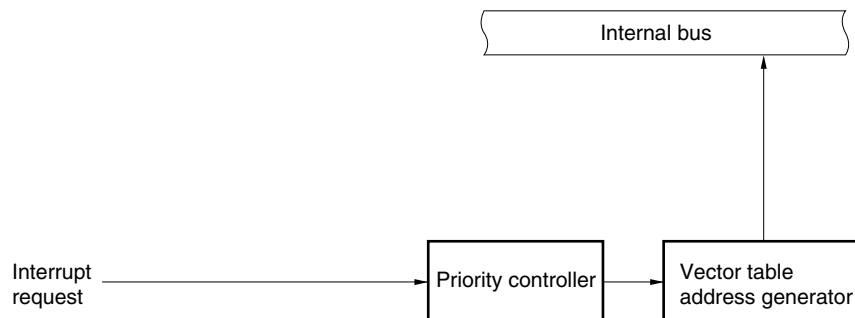 Internal bus
Interrupt
request
Priority controller
Vector table
address generator